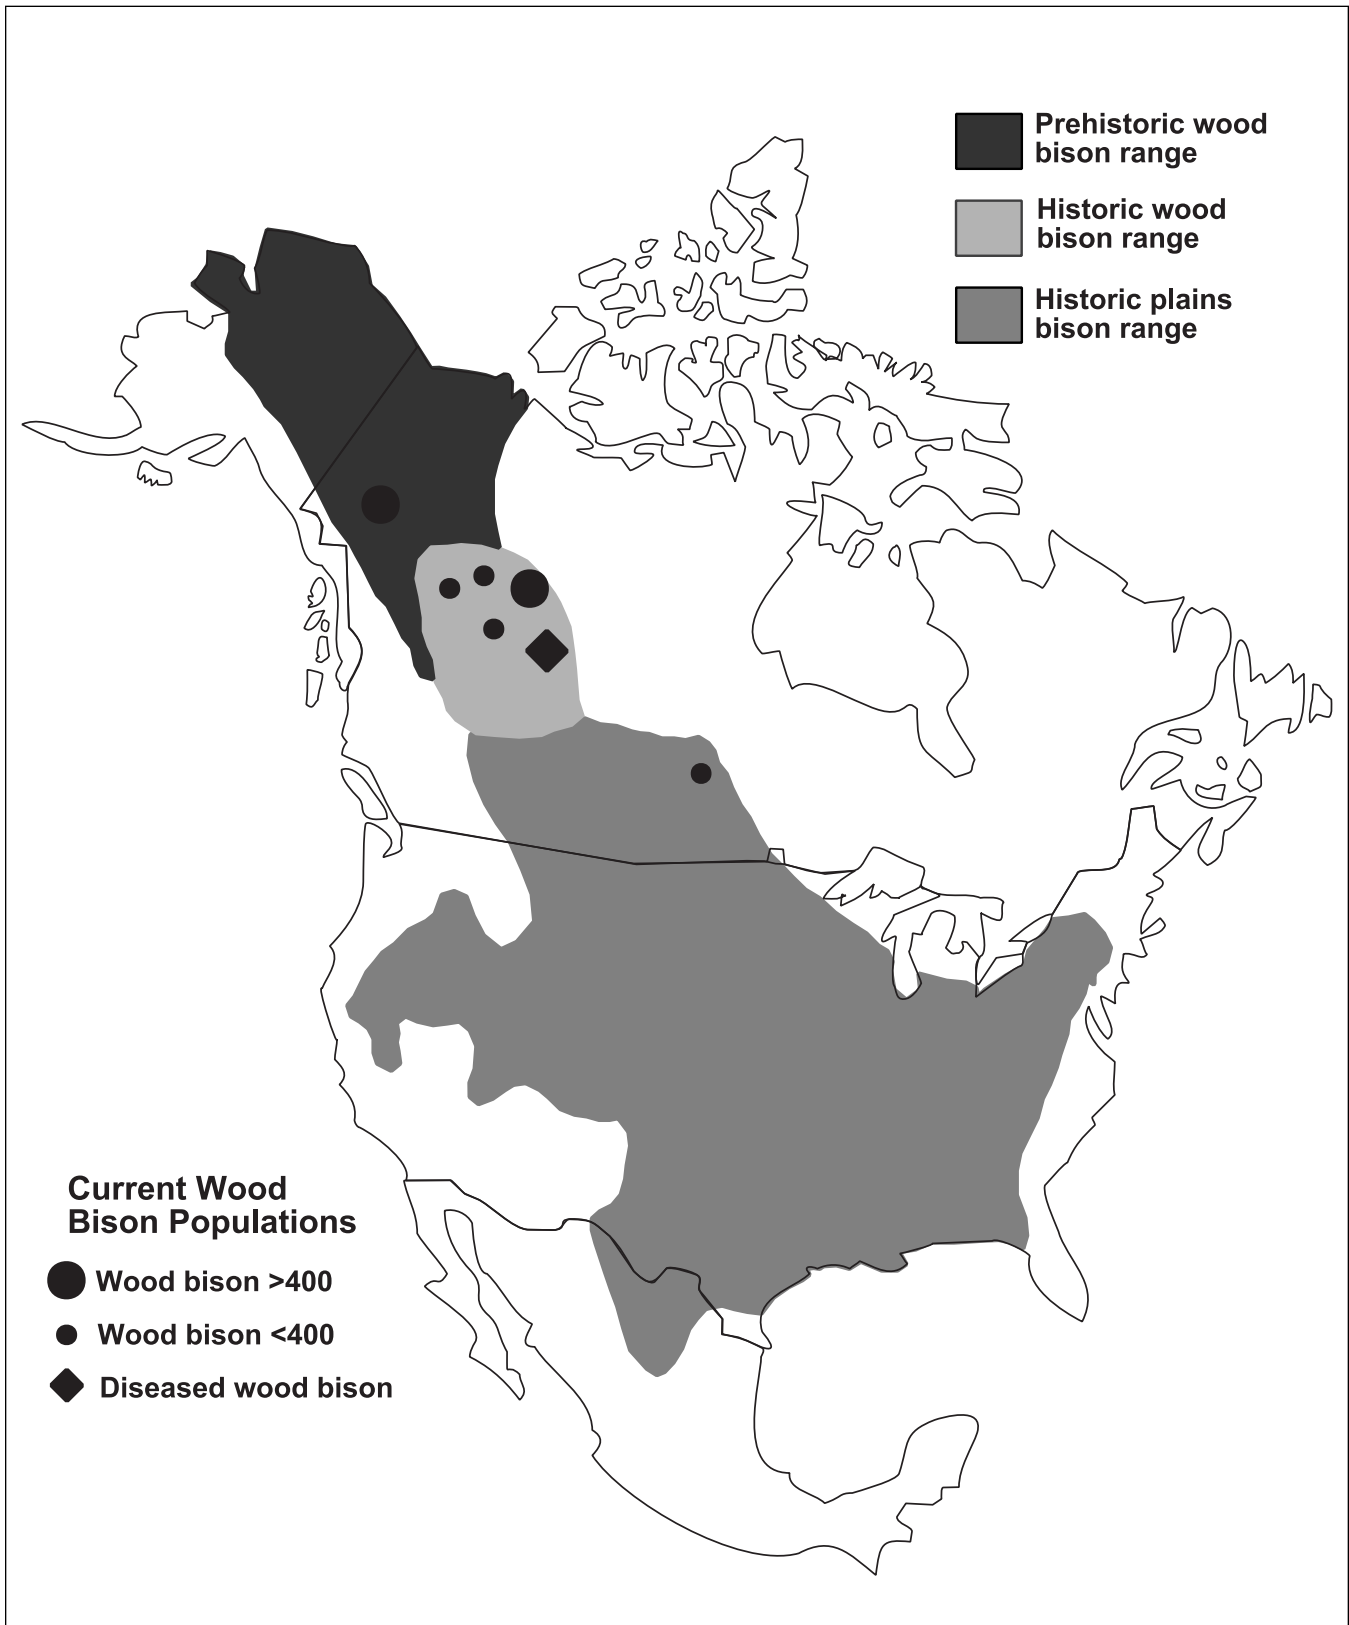 Prehistoric wood
bison range
Historic wood
bison range
Historic plains
bison range
Current Wood
Bison Populations
Wood bison >400
Wood bison <400
Diseased wood bison